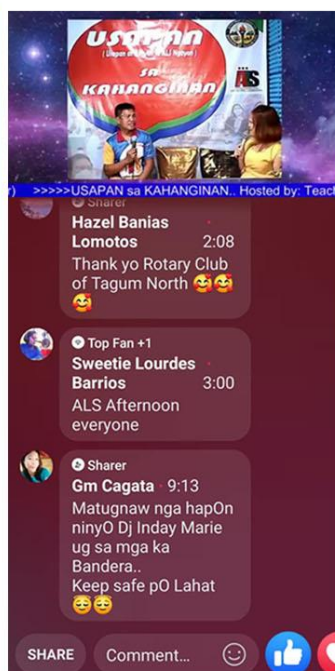 USAPAN
SA
KAHANGINAN
ALS
) >>>>>USAPAN sa KAHANGINAN.. Hosted by: Teac
Sharer
Hazel Banias
Lomotos 2:08
Thank yo Rotary Club
of Tagum North 🥰🥰
🥰
Top Fan +1
Sweetie Lourdes ·
Barrios 3:00
ALS Afternoon
everyone
Sharer
Gm Cagata · 9:13
Matugnaw nga hapOn
ninyO Dj Inday Marie
ug sa mga ka
Bandera..
Keep safe pO Lahat
😌😌
SHARE Comment...